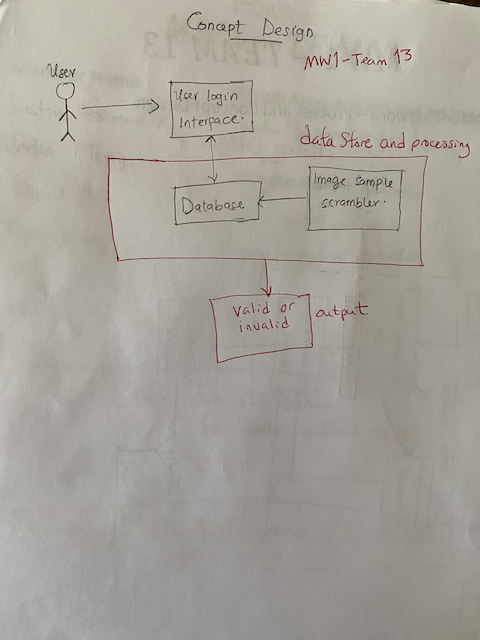 Concept Design
MW1-Team 13
User
User login
Interface.
data Store and processing
Image sample
scrambler.
Database
Valid or
invalid
output